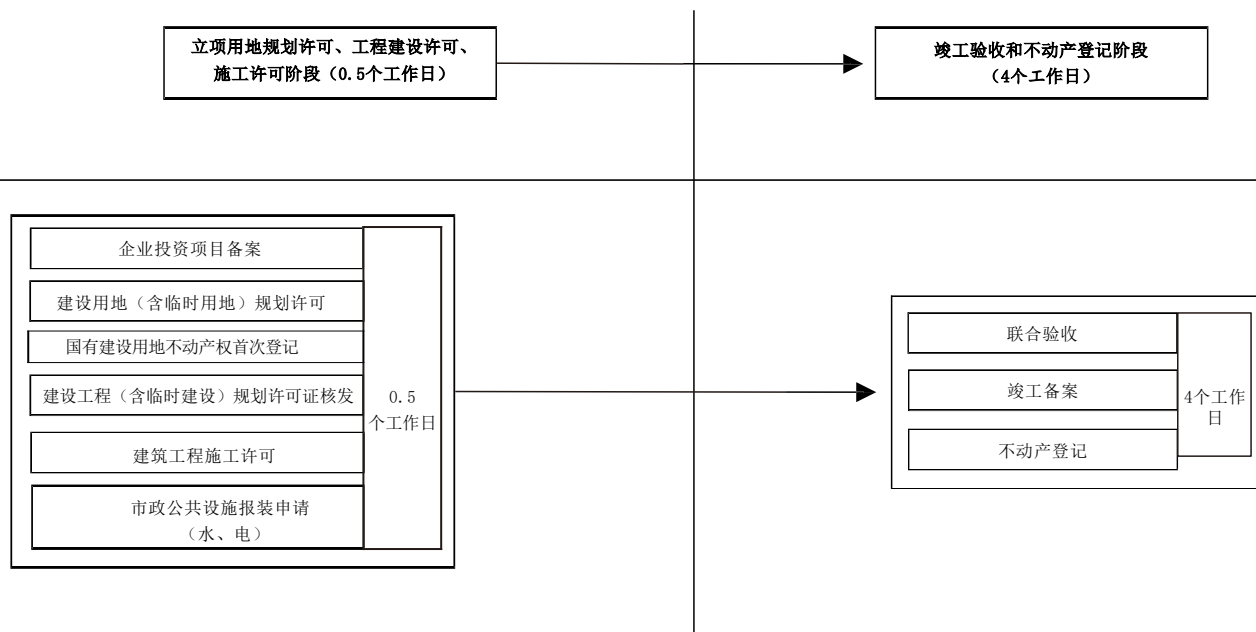 立项用地规划许可、工程建设许可、
施工许可阶段（0.5个工作日）
竣工验收和不动产登记阶段
（4个工作日）
企业投资项目备案
建设用地（含临时用地）规划许可
国有建设用地不动产权首次登记
建设工程（含临时建设）规划许可证核发
建筑工程施工许可
市政公共设施报装申请
（水、电）
0.5
个工作日
联合验收
竣工备案
不动产登记
4个工作
日